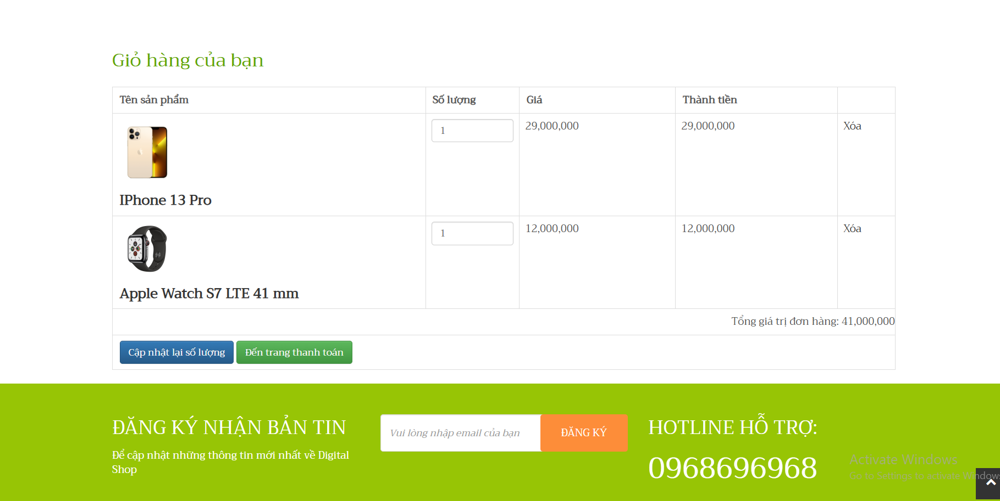 Giỏ hàng của bạn
Tên sản phẩm Số lượng Giá Thành tiền
1 29,000,000 29,000,000 Xóa
IPhone 13 Pro
1 12,000,000 12,000,000 Xóa
Apple Watch S7 LTE 41 mm
Tổng giá trị đơn hàng: 41,000,000
Cập nhật lại số lượng Đến trang thanh toán
ĐĂNG KÝ NHẬN BẢN TIN
Để cập nhật những thông tin mới nhất về Digital
Shop
Vui lòng nhập email của bạn ĐĂNG KÝ
HOTLINE HỖ TRỢ:
0968696968
Activate Windows
Go to Settings to activate Windows